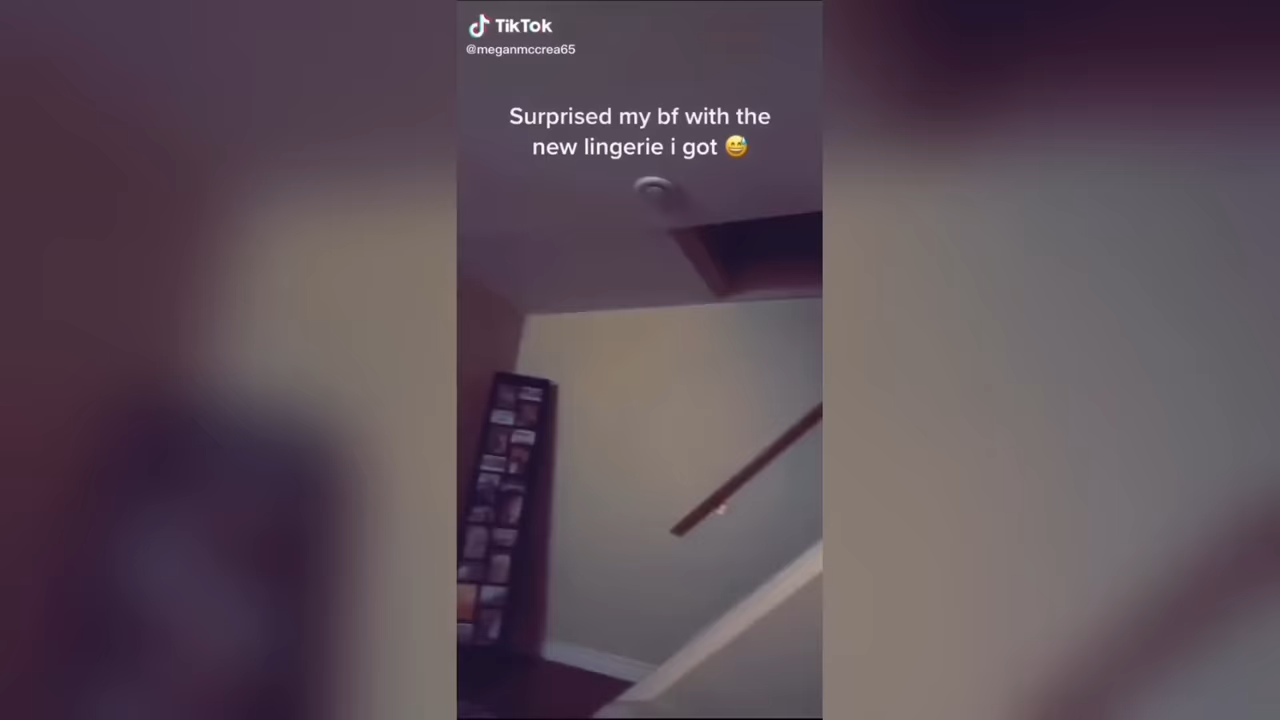 TikTok
@meganmccrea65
Surprised my bf with the
new lingerie i got 😅